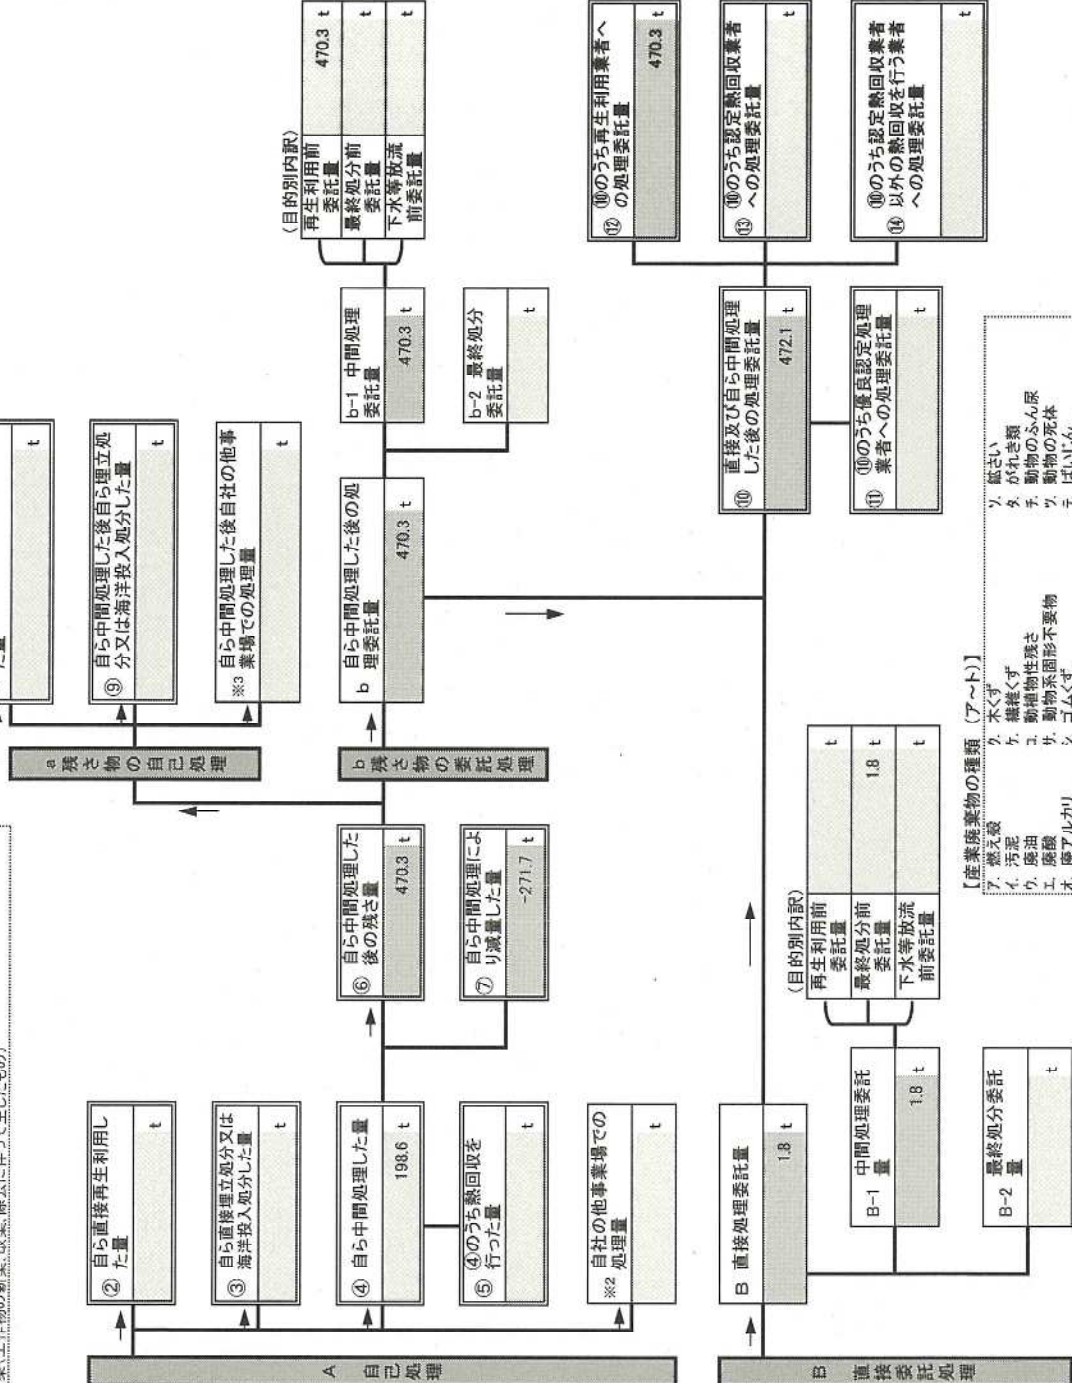 A
自己処理
② 自ら直接再生利用し
た量
t
③ 自ら直接埋立処分又は
海洋投入処分した量
t
④ 自ら中間処理した量
198.6 t
⑤ ④のうち熱回収を
行った量
t
※2 自社の他事業場での
処理量
t
⑥ 自ら中間処理した
後の残さ量
470.3 t
⑦ 自ら中間処理によ
り減量した量
-271.7 t
a 残さ物の自己処理
t
⑨ 自ら中間処理した後自ら埋立処
分又は海洋投入処分した量
t
※3 自ら中間処理した後自社の他事
業場での処理量
t
b 残さ物の委託処理
b 自ら中間処理した後の処
理委託量
470.3 t
b-1 中間処理
委託量
470.3 t
b-2 最終処分
委託量
t
(目的別内訳)
再生利用前
委託量
470.3 t
最終処分前
委託量
t
下水等放流
前委託量
t
B
直接委託処理
B 直接処理委託量
1.8 t
B-1 中間処理委託
量
1.8 t
B-2 最終処分委託
量
t
(目的別内訳)
再生利用前
委託量
t
最終処分前
委託量
1.8 t
下水等放流
前委託量
t
⑩ 直接及び自ら中間処理
した後の処理委託量
472.1 t
⑪ ⑩のうち優良認定処理
業者への処理委託量
t
⑫ ⑩のうち再生利用業者へ
の処理委託量
470.3 t
⑬ ⑩のうち認定熱回収業者
への処理委託量
t
⑭ ⑩のうち認定熱回収業者
以外の熱回収を行う業者
への処理委託量
t
【産業廃棄物の種類 (ア～ト)】
ア. 燃え殻 ク. 木くず ソ. 鉱さい
イ. 汚泥 ケ. 繊維くず タ. がれき類
ウ. 廃油 コ. 動植物性残さ チ. 動物のふん尿
エ. 廃酸 サ. 動物系固形不要物 ツ. 動物の死体
オ. 廃アルカリ シ. ゴムくず テ. ばいじん